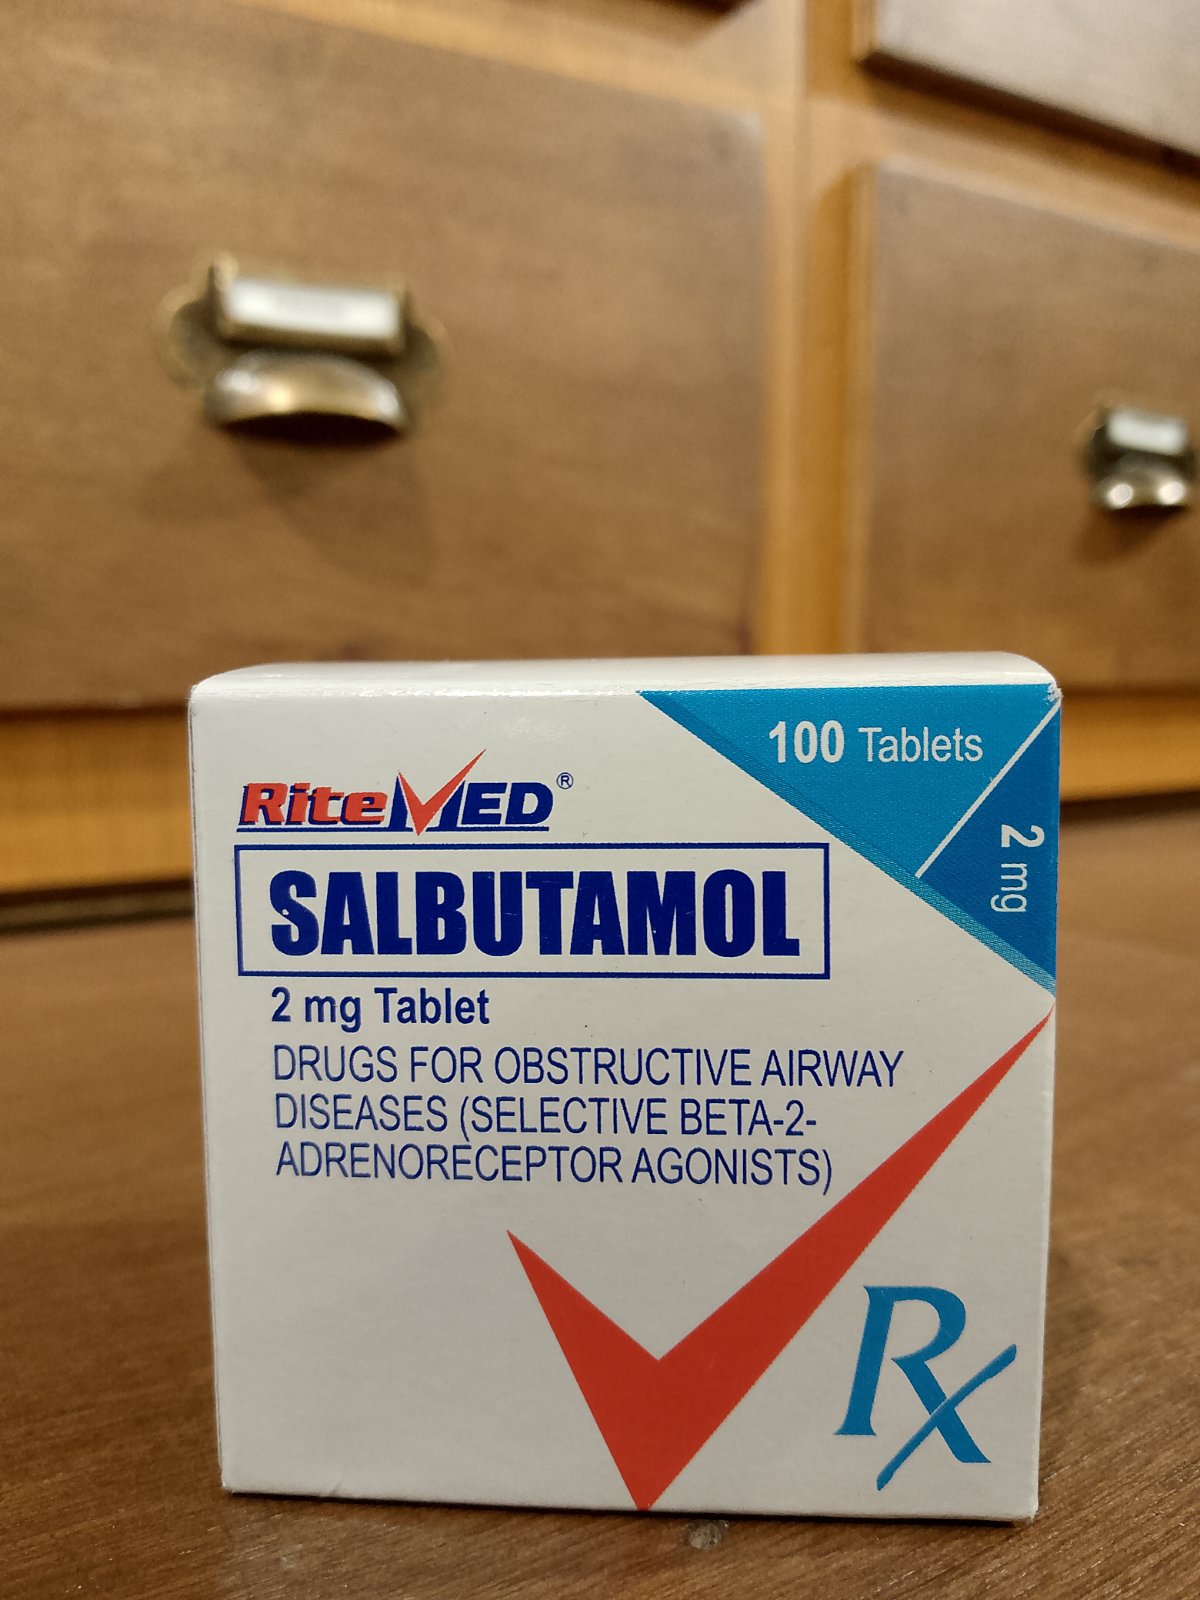 100 Tablets
2 mg
RiteMED®
SALBUTAMOL
2 mg Tablet
DRUGS FOR OBSTRUCTIVE AIRWAY
DISEASES (SELECTIVE BETA-2-
ADRENORECEPTOR AGONISTS)
Rx